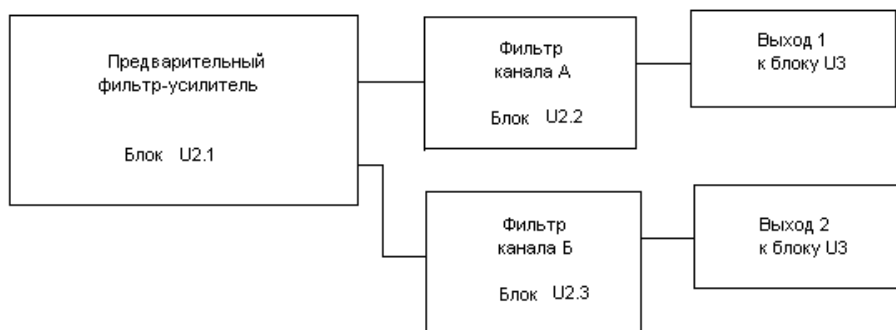 Предварительный
фильтр-усилитель
Блок U2.1
Фильтр
канала А
Блок U2.2
Выход 1
к блоку U3
Фильтр
канала Б
Блок U2.3
Выход 2
к блоку U3